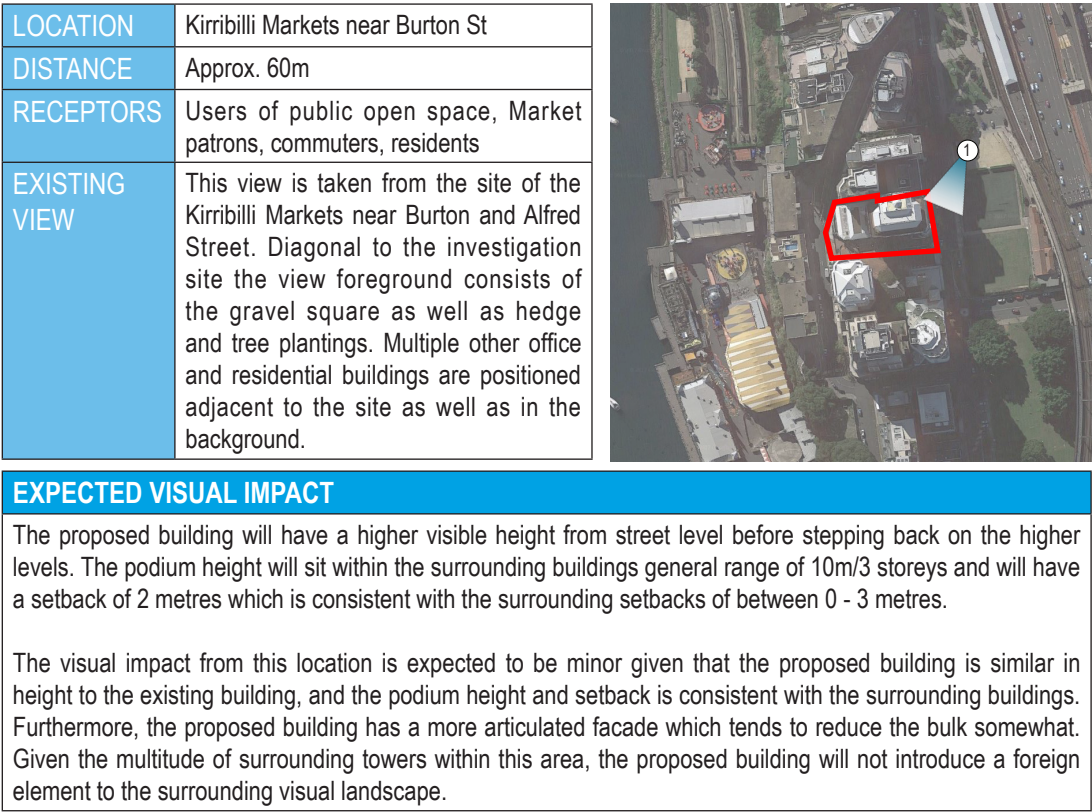 LOCATION Kirribilli Markets near Burton St
DISTANCE Approx. 60m
RECEPTORS Users of public open space, Market
patrons, commuters, residents
EXISTING This view is taken from the site of the
VIEW Kirribilli Markets near Burton and Alfred
Street. Diagonal to the investigation
site the view foreground consists of
the gravel square as well as hedge
and tree plantings. Multiple other office
and residential buildings are positioned
adjacent to the site as well as in the
background.
1
EXPECTED VISUAL IMPACT
The proposed building will have a higher visible height from street level before stepping back on the higher
levels. The podium height will sit within the surrounding buildings general range of 10m/3 storeys and will have
a setback of 2 metres which is consistent with the surrounding setbacks of between 0 - 3 metres.
The visual impact from this location is expected to be minor given that the proposed building is similar in
height to the existing building, and the podium height and setback is consistent with the surrounding buildings.
Furthermore, the proposed building has a more articulated facade which tends to reduce the bulk somewhat.
Given the multitude of surrounding towers within this area, the proposed building will not introduce a foreign
element to the surrounding visual landscape.